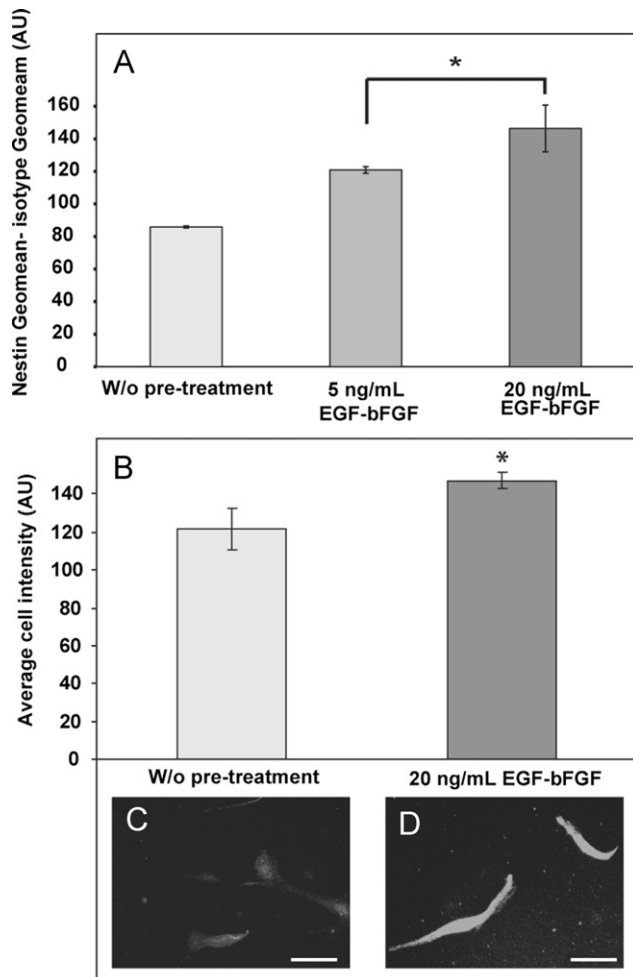 A
Nestin Geomean- isotype Geomeam (AU)
160
140
120
100
80
60
40
20
0
*
W/o pre-treatment
5 ng/mL
EGF-bFGF
20 ng/mL
EGF-bFGF
B
Average cell intensity (AU)
140
120
100
80
60
40
20
0
*
W/o pre-treatment
20 ng/mL EGF-bFGF
C
D